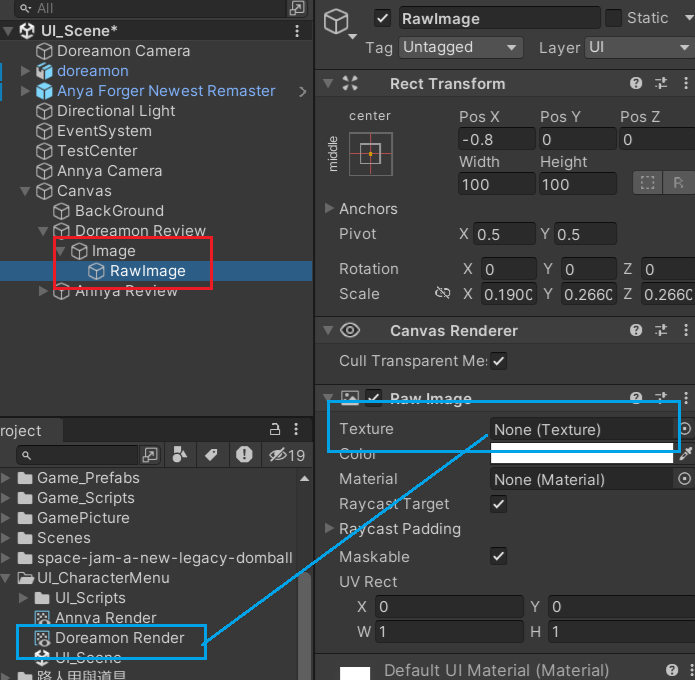 All
UI_Scene*
Doreamon Camera
doreamon
Anya Forger Newest Remaster
Directional Light
EventSystem
TestCenter
Annya Camera
Canvas
BackGround
Doreamon Review
Image
RawImage
Annya Review
roject
19
Game_Prefabs
Game_Scripts
GamePicture
Scenes
space-jam-a-new-legacy-domball
UI_CharacterMenu
UI_Scripts
Annya Render
Doreamon Render
UI_Scene
路人甲與道具
RawImage Static
Tag Untagged Layer UI
Rect Transform
center
middle
Pos X Pos Y Pos Z
-0.8 0 0
Width Height
100 100 R
Anchors
Pivot X 0.5 Y 0.5
Rotation X 0 Y 0 Z 0
Scale X 0.1900 Y 0.2660 Z 0.2660
Canvas Renderer
Cull Transparent Me
Raw Image
Texture None (Texture)
Color
Material None (Material)
Raycast Target
Raycast Padding
Maskable
UV Rect
X 0 Y 0
W 1 H 1
Default UI Material (Material)